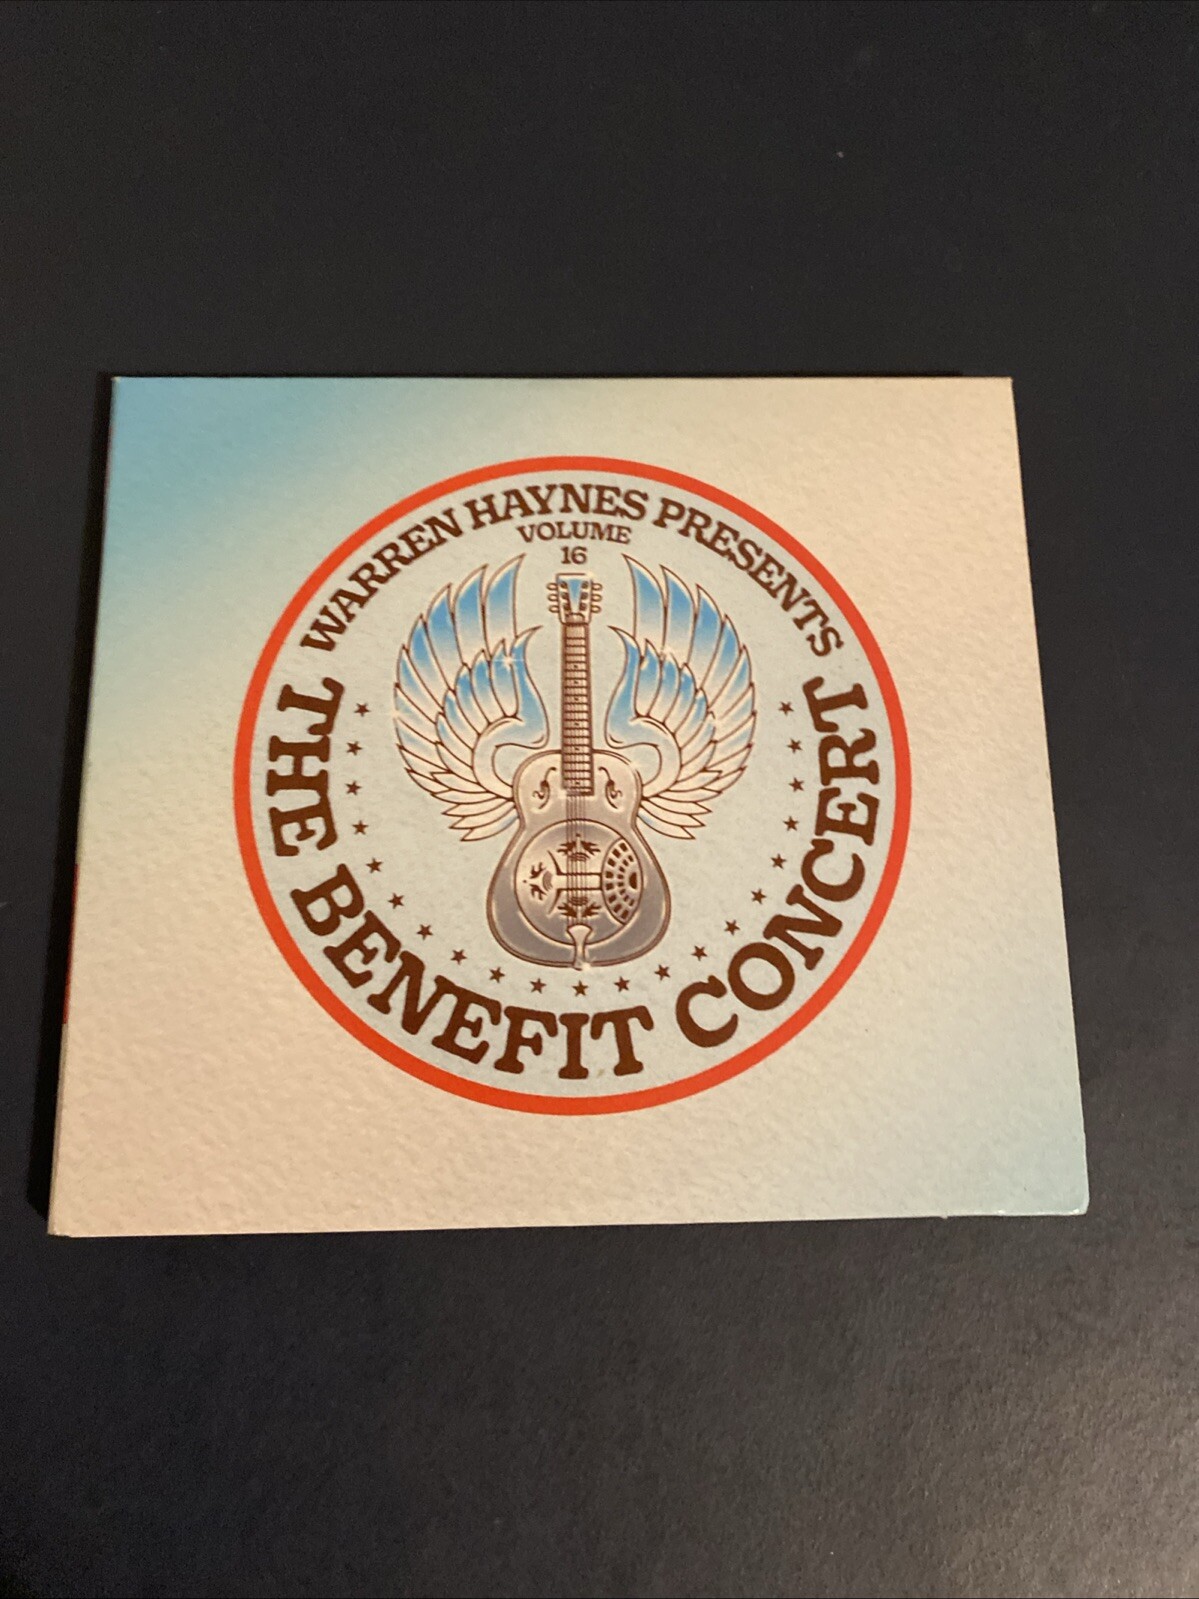 WARREN HAYNES PRESENTS
VOLUME
16
THE BENEFIT CONCERT